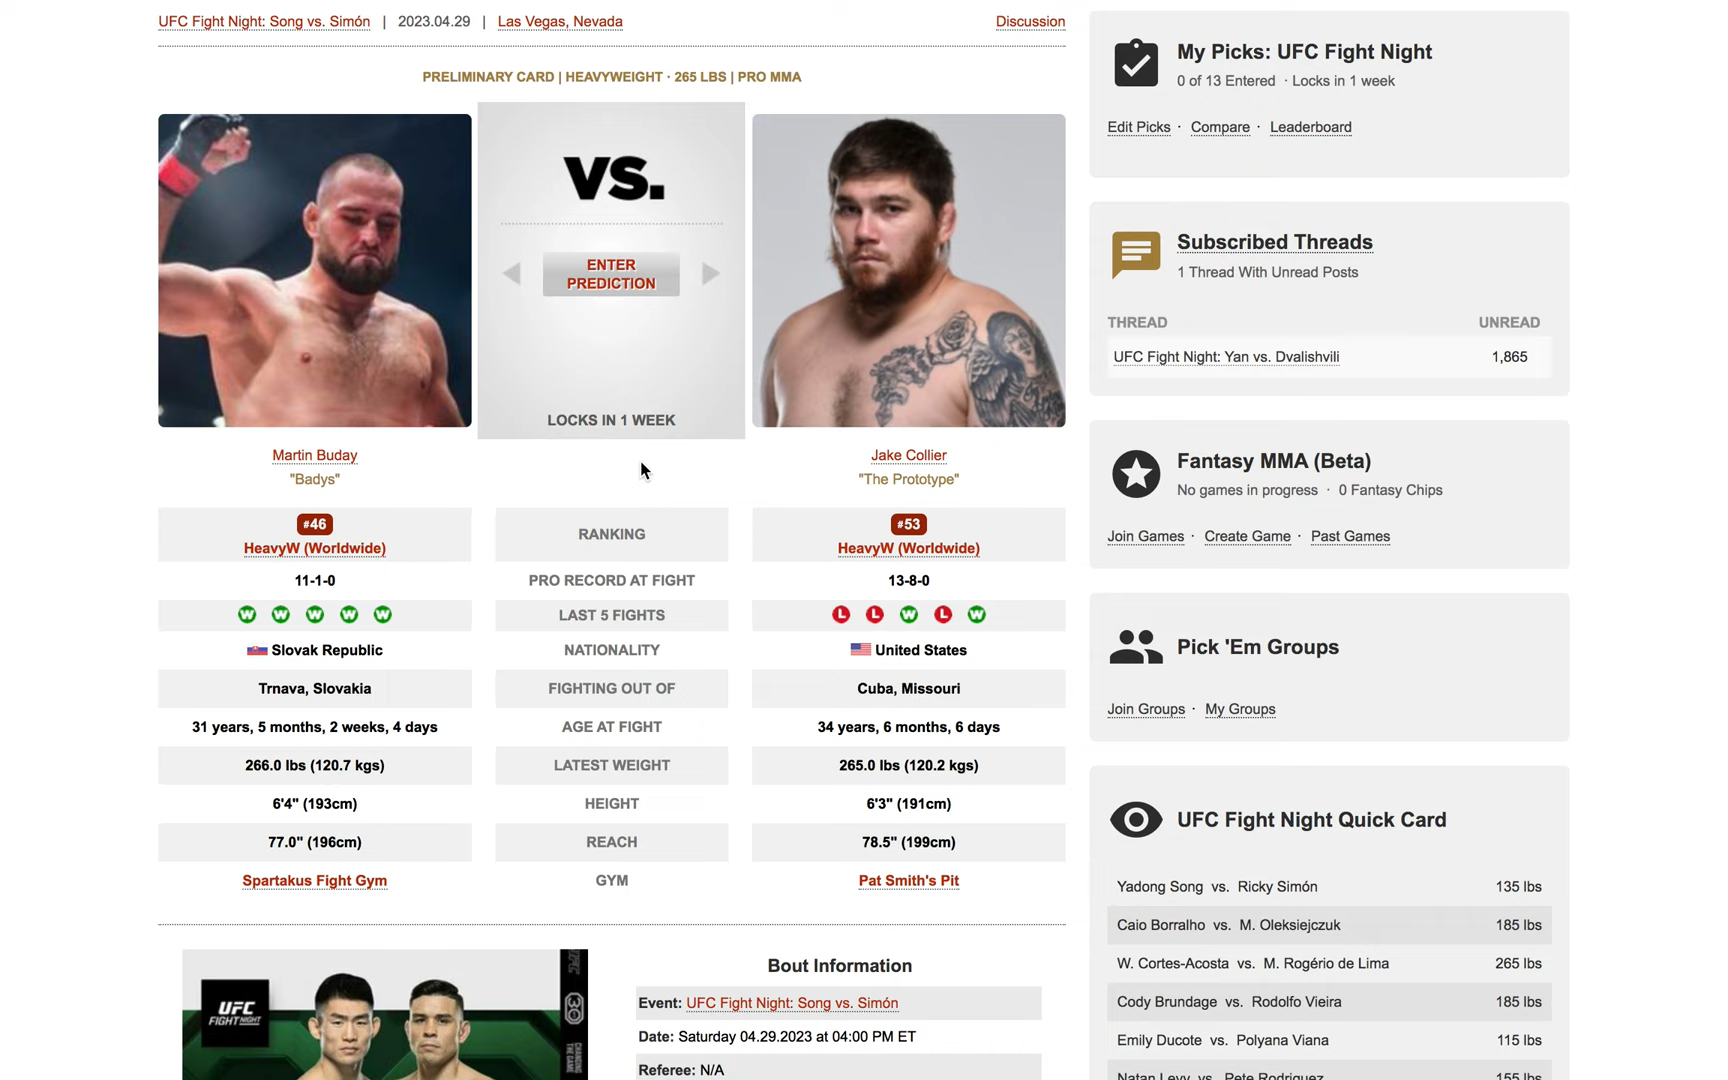 UFC Fight Night: Song vs. Simón | 2023.04.29 | Las Vegas, Nevada Discussion
PRELIMINARY CARD | HEAVYWEIGHT · 265 LBS | PRO MMA
VS.
ENTER
PREDICTION
LOCKS IN 1 WEEK
Martin Buday Jake Collier
"Badys" "The Prototype"
#46 RANKING #53
HeavyW (Worldwide) HeavyW (Worldwide)
11-1-0 PRO RECORD AT FIGHT 13-8-0
W W W W W LAST 5 FIGHTS L L W L W
Slovak Republic NATIONALITY United States
Trnava, Slovakia FIGHTING OUT OF Cuba, Missouri
31 years, 5 months, 2 weeks, 4 days AGE AT FIGHT 34 years, 6 months, 6 days
266.0 lbs (120.7 kgs) LATEST WEIGHT 265.0 lbs (120.2 kgs)
6'4" (193cm) HEIGHT 6'3" (191cm)
77.0" (196cm) REACH 78.5" (199cm)
Spartakus Fight Gym GYM Pat Smith's Pit
UFC
FIGHT NIGHT
UFC
30
CHANGING
THE GAME
Bout Information
Event: UFC Fight Night: Song vs. Simón
Date: Saturday 04.29.2023 at 04:00 PM ET
Referee: N/A
My Picks: UFC Fight Night
0 of 13 Entered · Locks in 1 week
Edit Picks · Compare · Leaderboard
Subscribed Threads
1 Thread With Unread Posts
THREAD UNREAD
UFC Fight Night: Yan vs. Dvalishvili 1,865
Fantasy MMA (Beta)
No games in progress · 0 Fantasy Chips
Join Games · Create Game · Past Games
Pick 'Em Groups
Join Groups · My Groups
UFC Fight Night Quick Card
Yadong Song vs. Ricky Simón 135 lbs
Caio Borralho vs. M. Oleksiejczuk 185 lbs
W. Cortes-Acosta vs. M. Rogério de Lima 265 lbs
Cody Brundage vs. Rodolfo Vieira 185 lbs
Emily Ducote vs. Polyana Viana 115 lbs
Natan Levy vs. Pete Rodriguez 155 lbs